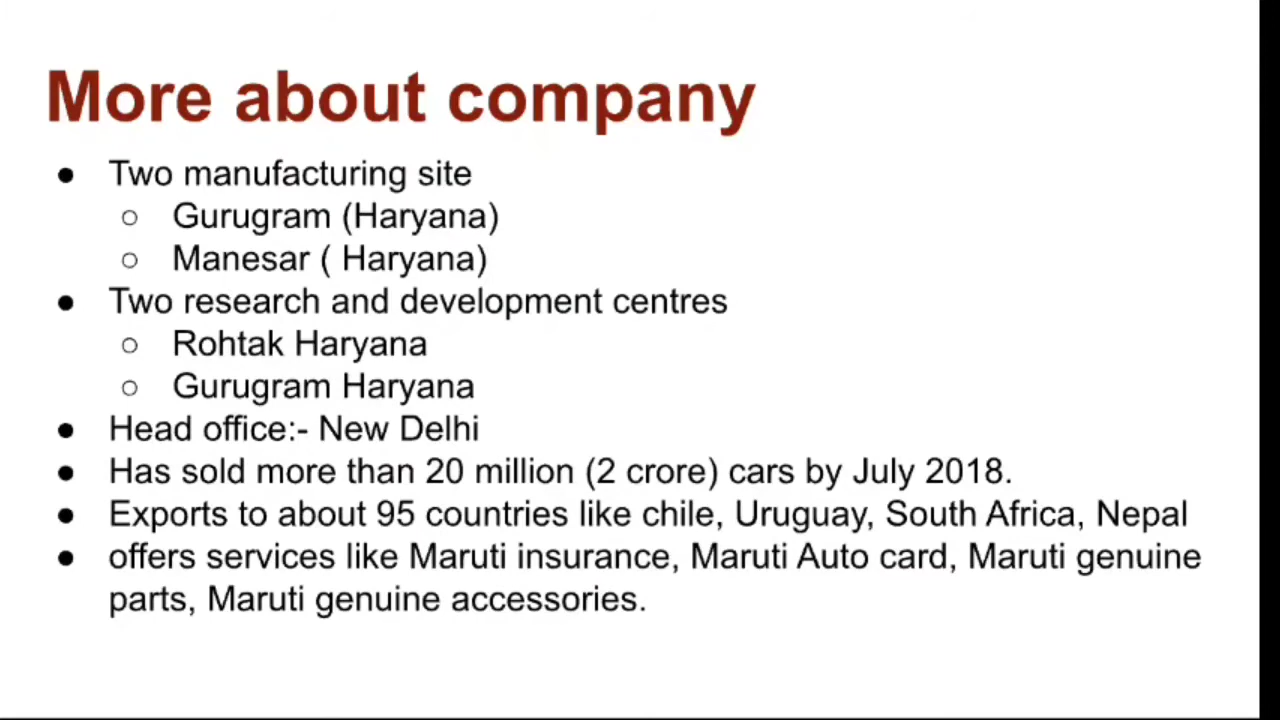 More about company
● Two manufacturing site
○ Gurugram (Haryana)
○ Manesar ( Haryana)
● Two research and development centres
○ Rohtak Haryana
○ Gurugram Haryana
● Head office:- New Delhi
● Has sold more than 20 million (2 crore) cars by July 2018.
● Exports to about 95 countries like chile, Uruguay, South Africa, Nepal
● offers services like Maruti insurance, Maruti Auto card, Maruti genuine
parts, Maruti genuine accessories.